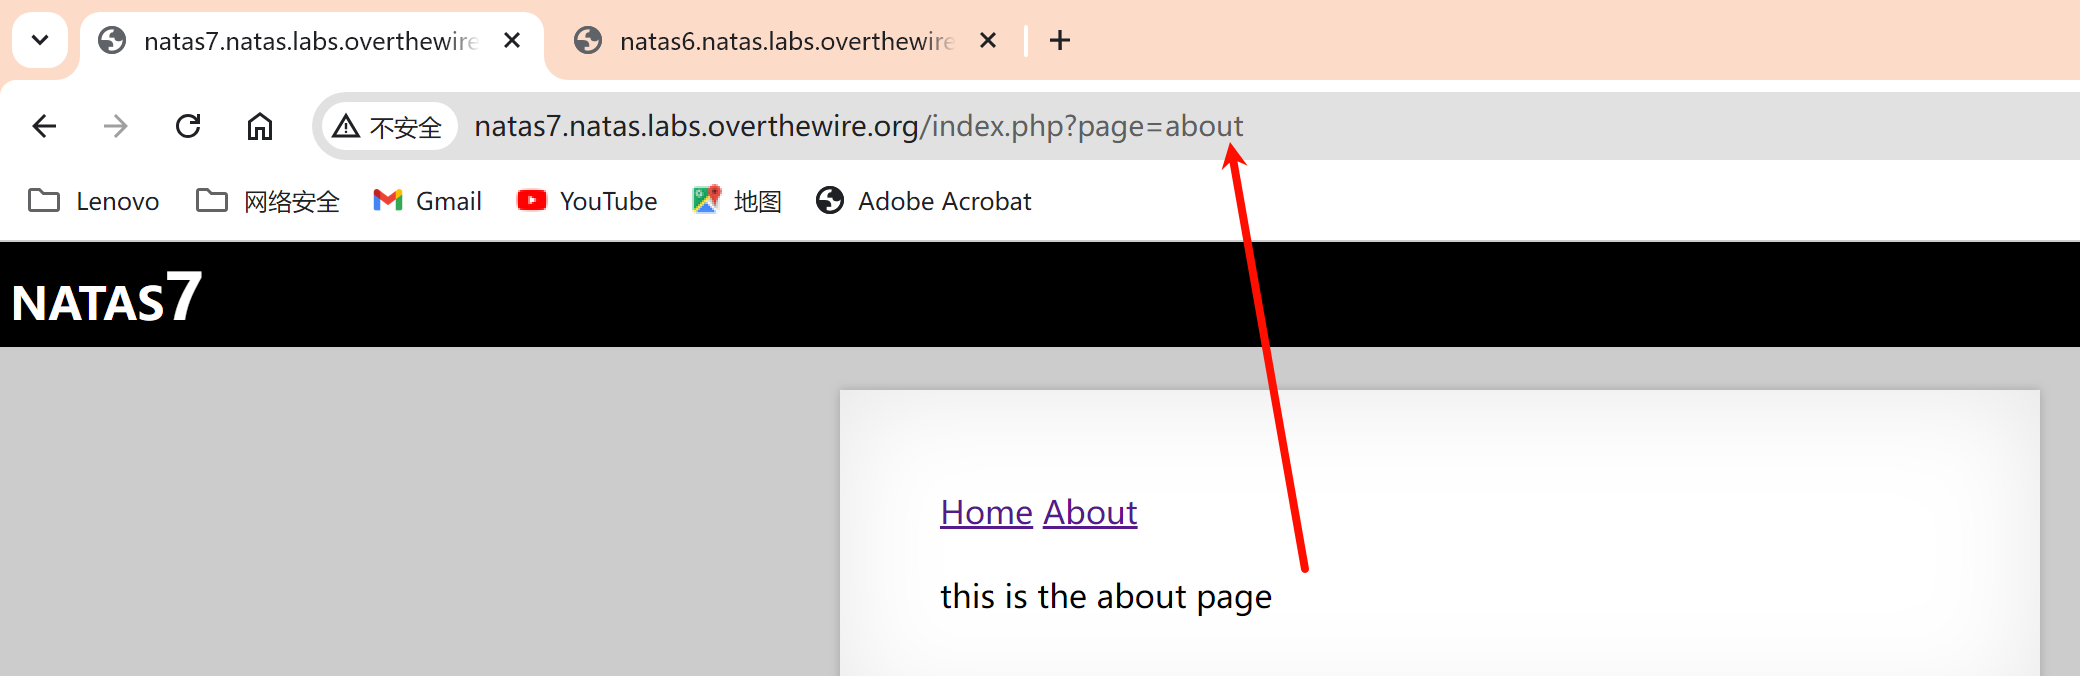 natas7.natas.labs.overthewire
natas6.natas.labs.overthewire
不安全 natas7.natas.labs.overthewire.org/index.php?page=about
Lenovo 网络安全 Gmail YouTube 地图 Adobe Acrobat
NATAS7
Home About
this is the about page